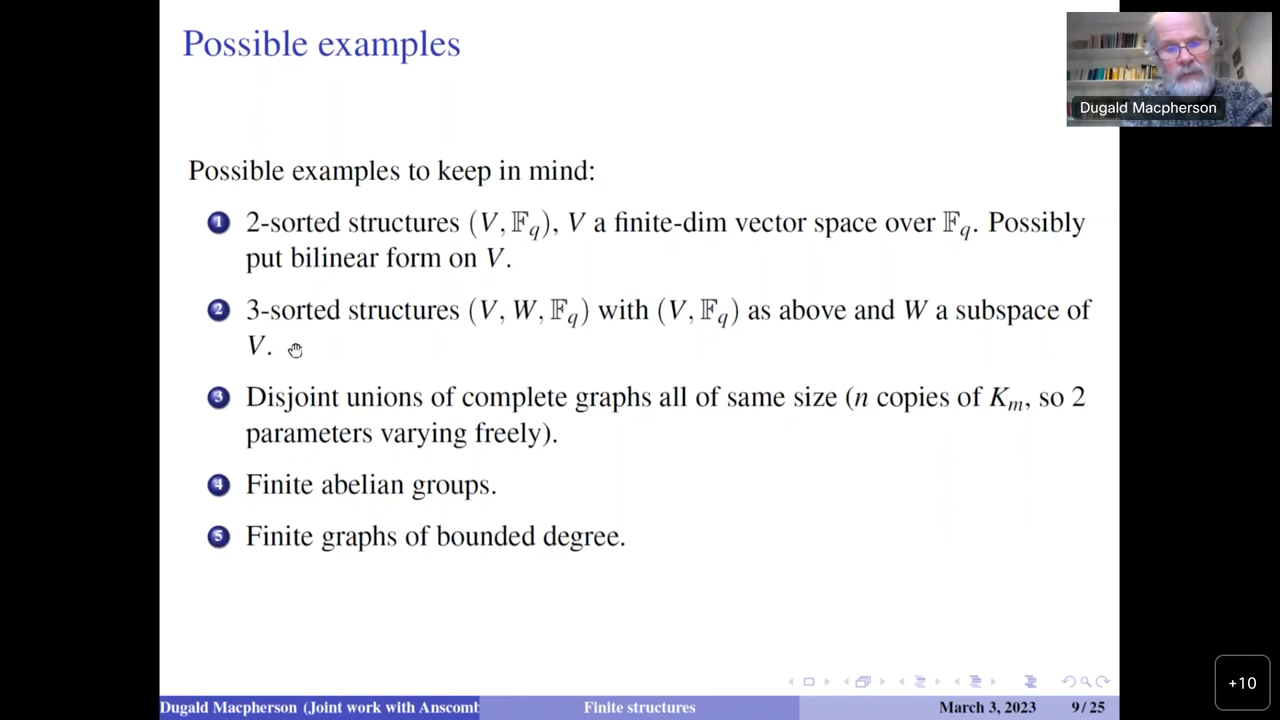 Possible examples
Dugald Macpherson
Possible examples to keep in mind:
1 2-sorted structures (V, 𝔽_q), V a finite-dim vector space over 𝔽_q. Possibly
put bilinear form on V.
2 3-sorted structures (V, W, 𝔽_q) with (V, 𝔽_q) as above and W a subspace of
V.
3 Disjoint unions of complete graphs all of same size (n copies of K_m, so 2
parameters varying freely).
4 Finite abelian groups.
5 Finite graphs of bounded degree.
+10
Dugald Macpherson (Joint work with Anscomb Finite structures March 3, 2023 9 / 25